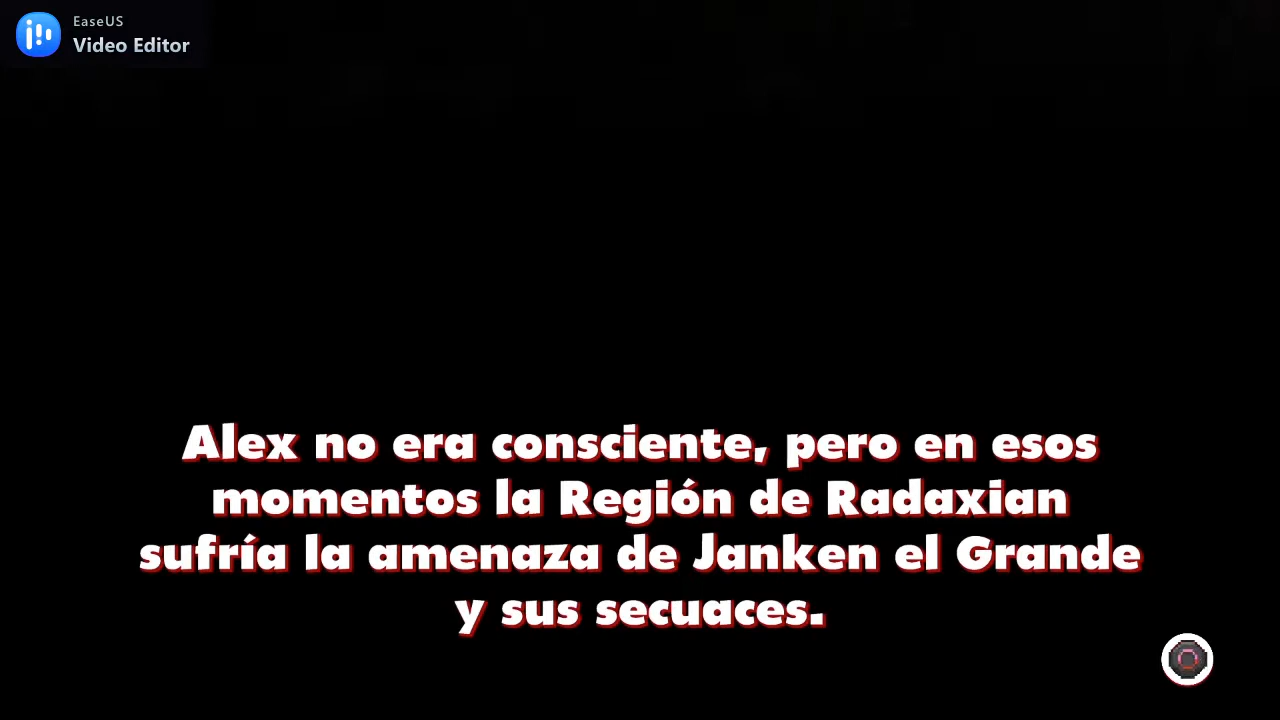 EaseUS
Video Editor
Alex no era consciente, pero en esos
momentos la Región de Radaxian
sufría la amenaza de Janken el Grande
y sus secuaces.